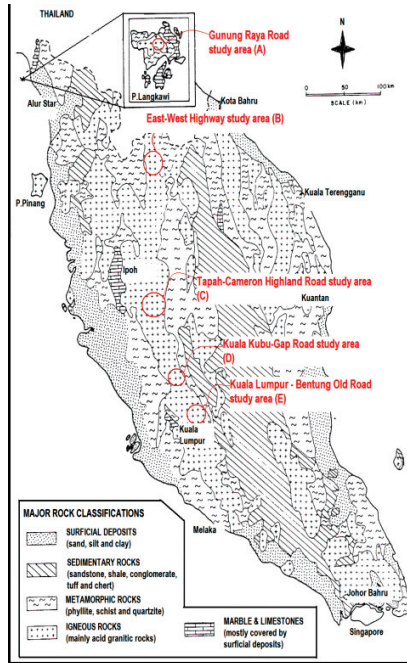 THAILAND
Gunung Raya Road
study area (A)
N
P.Langkawi
Alur Star
Kota Bahru
0 50 100 km
SCALE (km)
East-West Highway study area (B)
P.Pinang
Kuala Terengganu
Ipoh
Tapah-Cameron Highland Road study area
(C)
Kuantan
Kuala Kubu-Gap Road study area
(D)
Kuala Lumpur - Bentung Old Road
study area (E)
Kuala
Lumpur
Melaka
MAJOR ROCK CLASSIFICATIONS
SURFICIAL DEPOSITS
(sand, silt and clay)
SEDIMENTARY ROCKS
(sandstone, shale, conglomerate,
tuff and chert)
METAMORPHIC ROCKS
(phyllite, schist and quartzite)
IGNEOUS ROCKS
(mainly acid granitic rocks)
MARBLE & LIMESTONES
(mostly covered by
surficial deposits)
Johor Bahru
Singapore